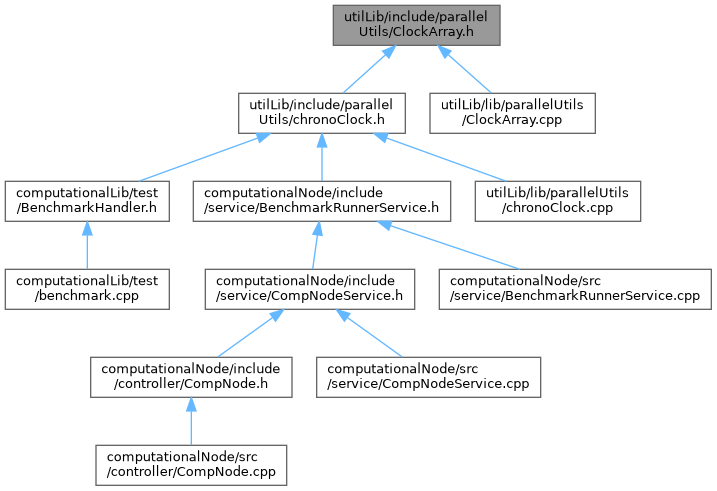 utilLib/include/parallel
Utils/ClockArray.h
utilLib/include/parallel
Utils/chronoClock.h
utilLib/lib/parallelUtils
/ClockArray.cpp
computationalLib/test
/BenchmarkHandler.h
computationalNode/include
/service/BenchmarkRunnerService.h
utilLib/lib/parallelUtils
/chronoClock.cpp
computationalLib/test
/benchmark.cpp
computationalNode/include
/service/CompNodeService.h
computationalNode/src
/service/BenchmarkRunnerService.cpp
computationalNode/include
/controller/CompNode.h
computationalNode/src
/service/CompNodeService.cpp
computationalNode/src
/controller/CompNode.cpp